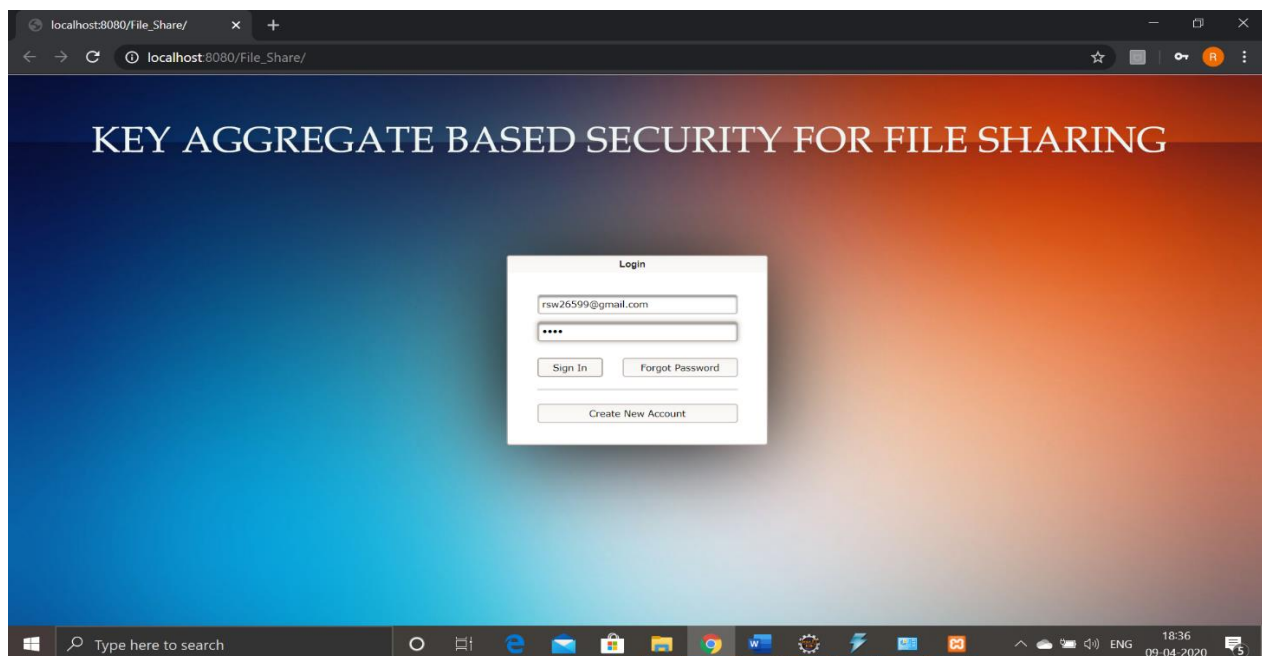 localhost:8080/File_Share/
localhost:8080/File_Share/
R
KEY AGGREGATE BASED SECURITY FOR FILE SHARING
Login
rsw26599@gmail.com
••••
Sign In Forgot Password
Create New Account
Type here to search
ENG
18:36
09-04-2020
5